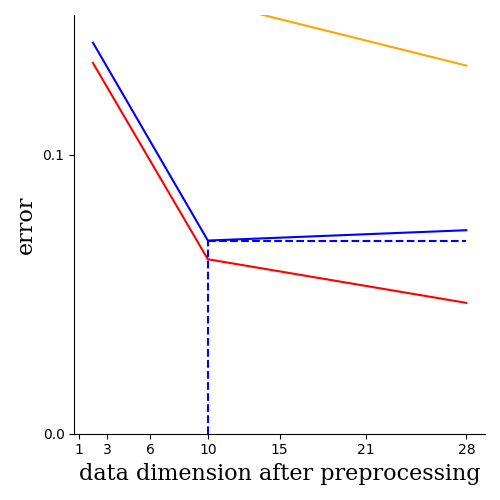 error
0.1
0.0
1 3 6 10 15 21 28
data dimension after preprocessing